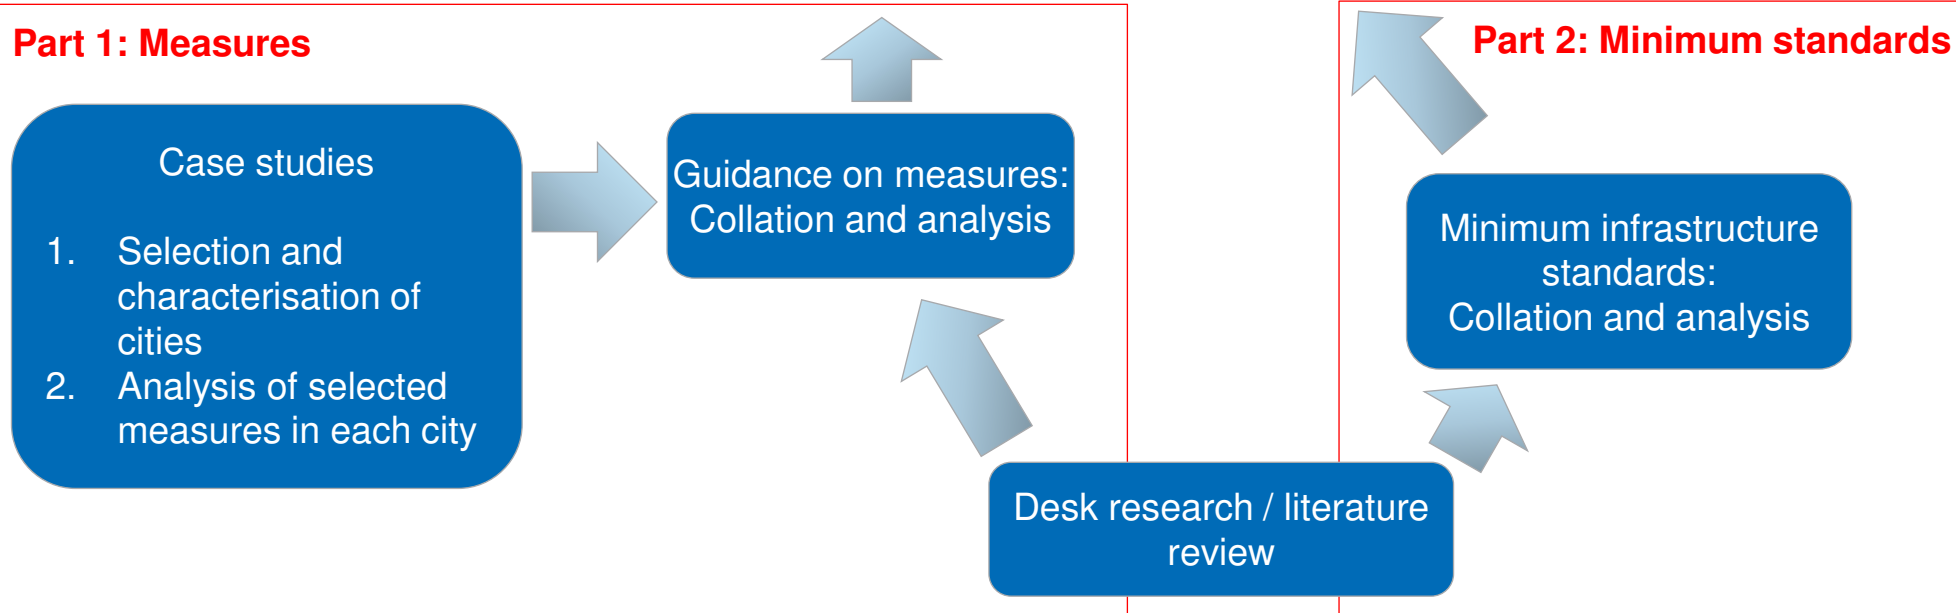 Part 1: Measures
Part 2: Minimum standards
Case studies
1. Selection and
characterisation of
cities
2. Analysis of selected
measures in each city
Guidance on measures:
Collation and analysis
Minimum infrastructure
standards:
Collation and analysis
Desk research / literature
review